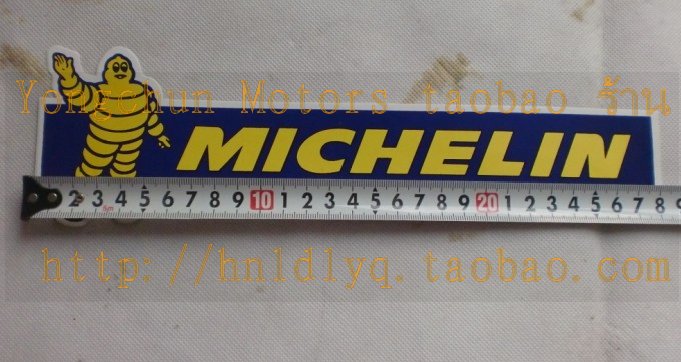 Yongchun Motors taobao ร้าน
MICHELIN
2 3 4 5 6 7 8 9 10 1 2 3 4 5 6 7 8 9 20 1 2 3 4 5 6 7 8 9
http://hnldlyq.taobao.com